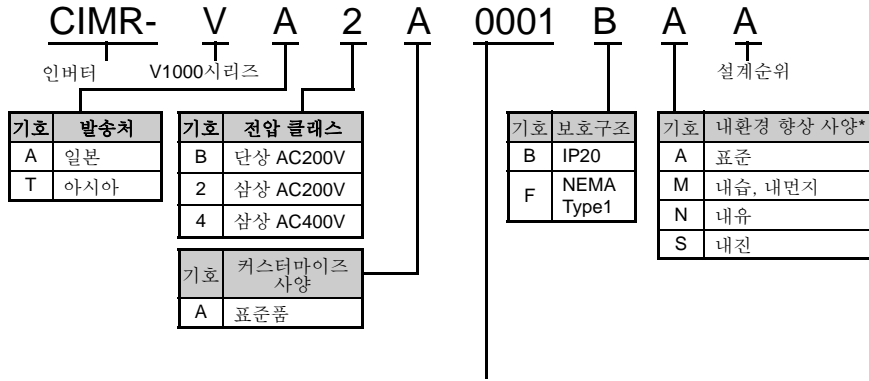 CIMR- V A 2 A 0001 B A A
인버터 V1000시리즈 설계순위
기호 발송처
A 일본
T 아시아
기호 전압 클래스
B 단상 AC200V
2 삼상 AC200V
4 삼상 AC400V
기호 커스터마이즈
사양
A 표준품
기호 보호구조
B IP20
F NEMA
Type1
기호 내환경 향상 사양*
A 표준
M 내습, 내먼지
N 내유
S 내진